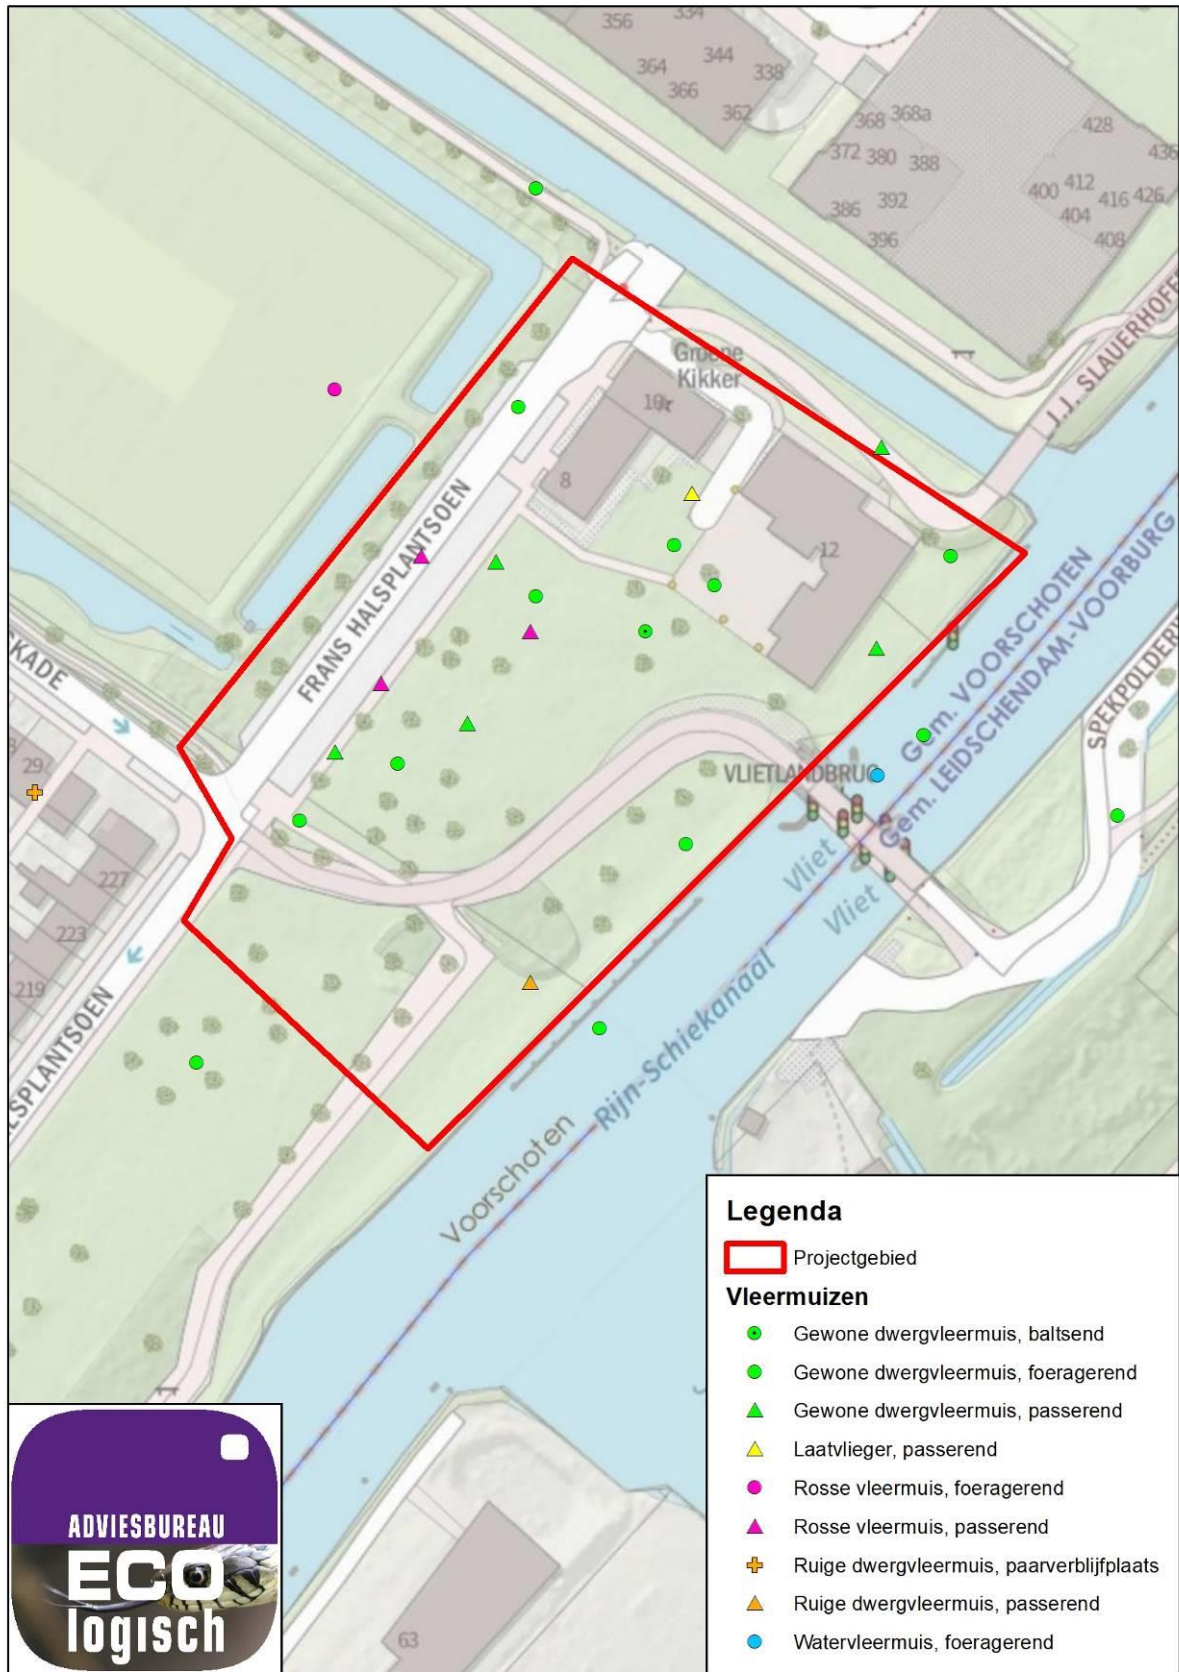 356
334
344
364
338
366
362
368
368a
372
380
388
428
436
412
400
416
426
404
386
392
396
408
J.J. SLAUERHOFF
Groene
Kikker
10
8
12
FRANS HALSPLANTSOEN
SKADE
29
227
223
219
LSPLANTSOEN
Gem. VOORSCHOTEN
Gem. LEIDSCHENDAM-VOORBURG
SPEKPOLDERW
VLIETLANDBRUG
Vliet
Vliet
Rijn-Schiekanaal
Voorschoten
63
Legenda
Projectgebied
Vleermuizen
Gewone dwergvleermuis, baltsend
Gewone dwergvleermuis, foeragerend
Gewone dwergvleermuis, passerend
Laatvlieger, passerend
Rosse vleermuis, foeragerend
Rosse vleermuis, passerend
Ruige dwergvleermuis, paarverblijfplaats
Ruige dwergvleermuis, passerend
Watervleermuis, foeragerend
ADVIESBUREAU
ECO
logisch